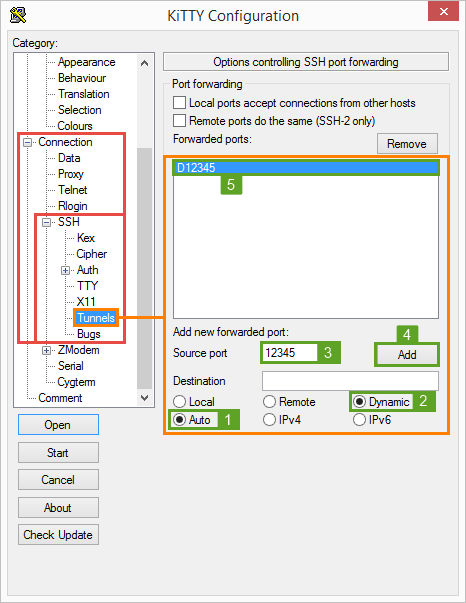 KiTTY Configuration
Category:
Appearance
Behaviour
Translation
Selection
Colours
Connection
Data
Proxy
Telnet
Rlogin
SSH
Kex
Cipher
Auth
TTY
X11
Tunnels
Bugs
ZModem
Serial
Cygterm
Comment
Open
Start
Cancel
About
Check Update
Options controlling SSH port forwarding
Port forwarding
Local ports accept connections from other hosts
Remote ports do the same (SSH-2 only)
Forwarded ports:
Remove
D12345
5
Add new forwarded port:
4
Source port 12345 3 Add
Destination
Local Remote Dynamic 2
Auto 1 IPv4 IPv6